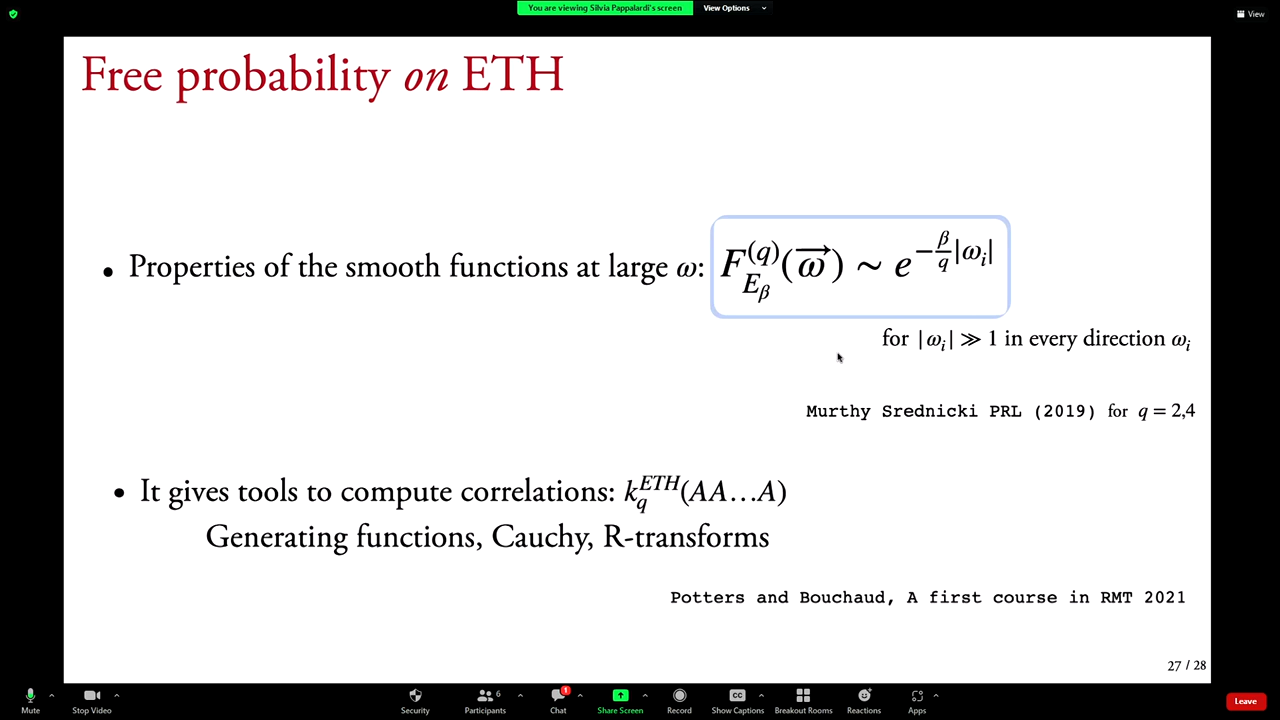 You are viewing Silvia Pappalardi's screen
View Options
View
Free probability on ETH
• Properties of the smooth functions at large ω: F^{(q)}_{E_β}(\vec{ω}) ~ e^{-\frac{β}{q}|ω_i|}
for |ω_i| ≫ 1 in every direction ω_i
Murthy Srednicki PRL (2019) for q = 2,4
• It gives tools to compute correlations: k_q^{ETH}(AA…A)
Generating functions, Cauchy, R-transforms
Potters and Bouchaud, A first course in RMT 2021
27 / 28
Mute
Stop Video
Security
6
Participants
1
Chat
Share Screen
Record
CC
Show Captions
Breakout Rooms
Reactions
Apps
Leave